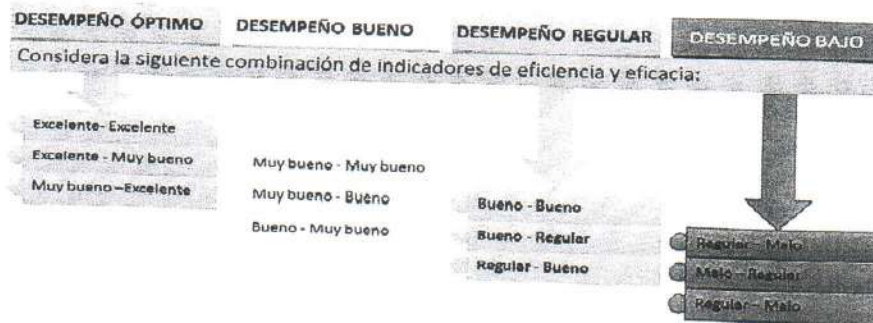 DESEMPEÑO ÓPTIMO
DESEMPEÑO BUENO
DESEMPEÑO REGULAR
DESEMPEÑO BAJO
Considera la siguiente combinación de indicadores de eficiencia y eficacia:
Excelente- Excelente
Excelente - Muy bueno
Muy bueno –Excelente
Muy bueno - Muy bueno
Muy bueno - Bueno
Bueno - Muy bueno
Bueno - Bueno
Bueno - Regular
Regular - Bueno
Regular – Malo
Malo – Regular
Regular – Malo